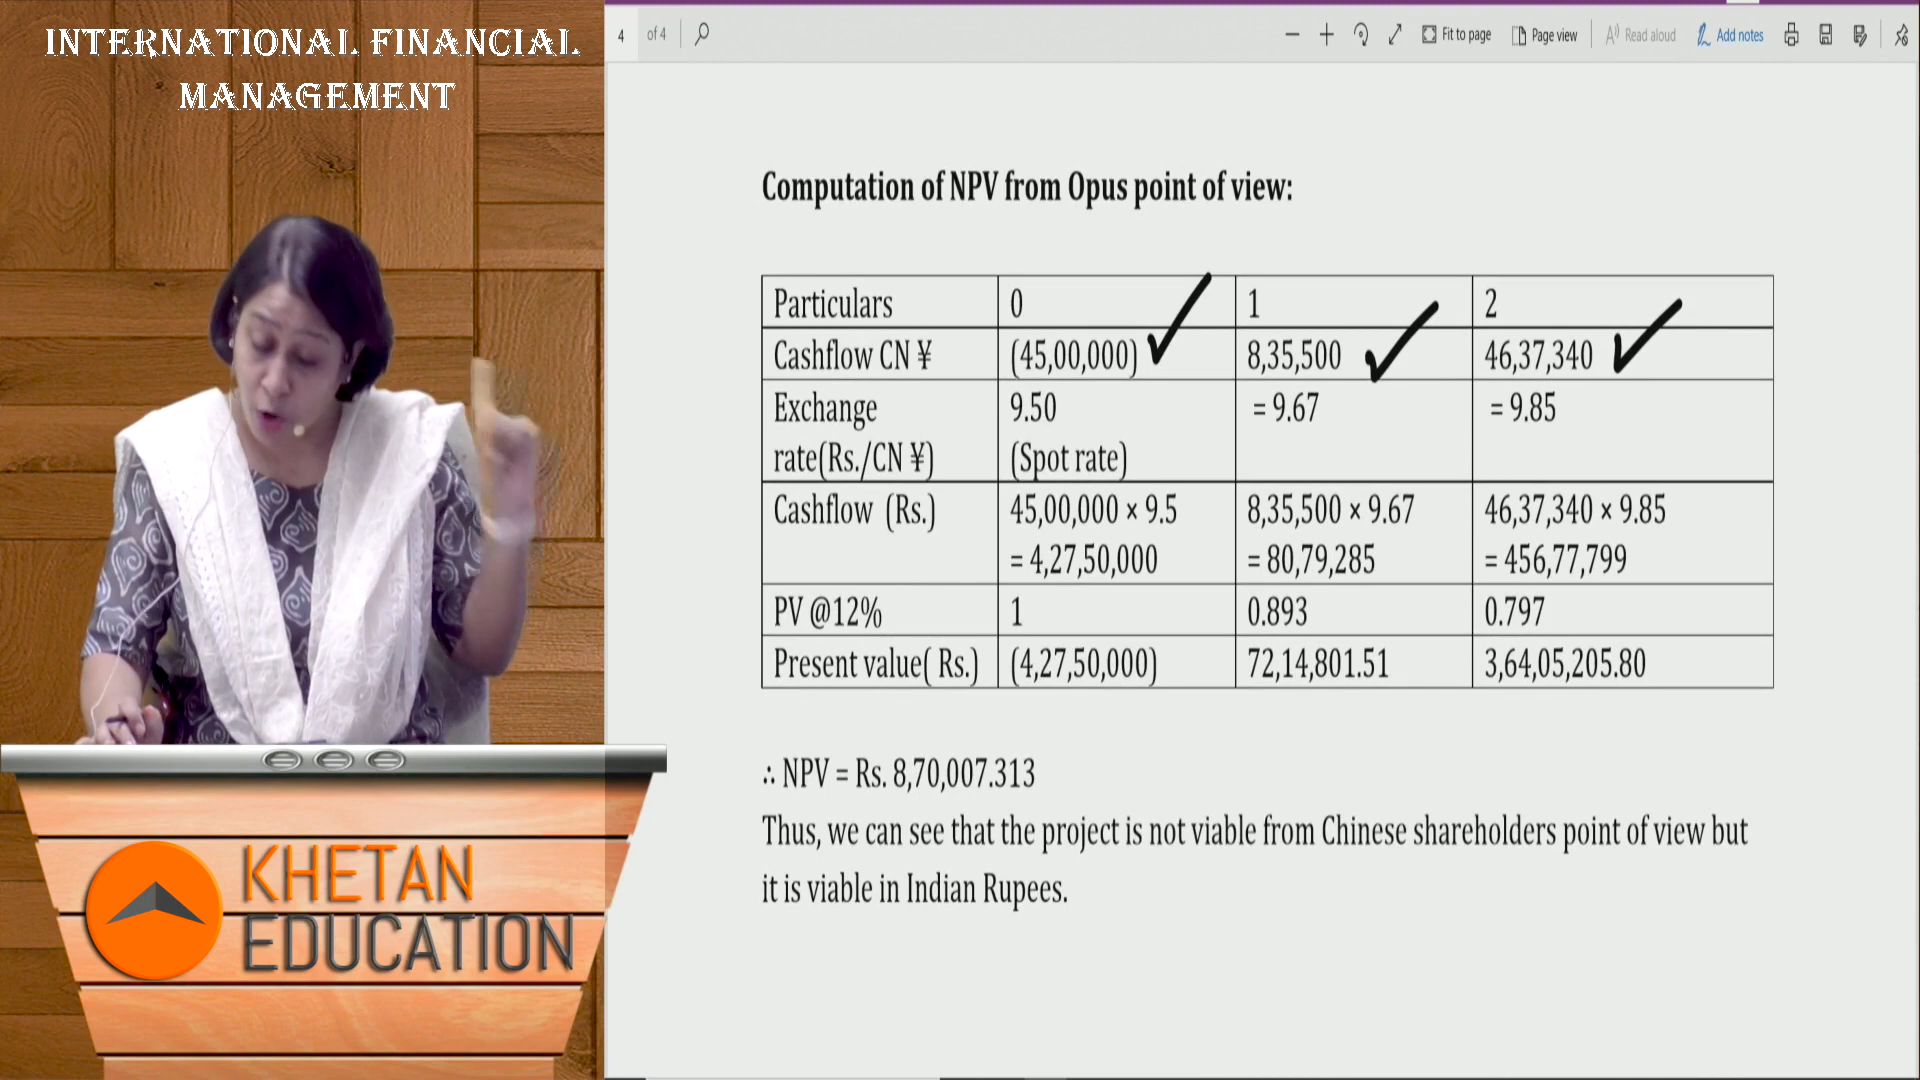 INTERNATIONAL FINANCIAL
MANAGEMENT
4 of 4
Fit to page
Page view
Read aloud
Add notes
Computation of NPV from Opus point of view:
Particulars 0 1 2
Cashflow CN ¥ (45,00,000) 8,35,500 46,37,340
Exchange 9.50 = 9.67 = 9.85
rate(Rs./CN ¥) (Spot rate)
Cashflow (Rs.) 45,00,000 × 9.5 8,35,500 × 9.67 46,37,340 × 9.85
= 4,27,50,000 = 80,79,285 = 456,77,799
PV @12% 1 0.893 0.797
Present value( Rs.) (4,27,50,000) 72,14,801.51 3,64,05,205.80
∴ NPV = Rs. 8,70,007.313
Thus, we can see that the project is not viable from Chinese shareholders point of view but
it is viable in Indian Rupees.
KHETAN
EDUCATION